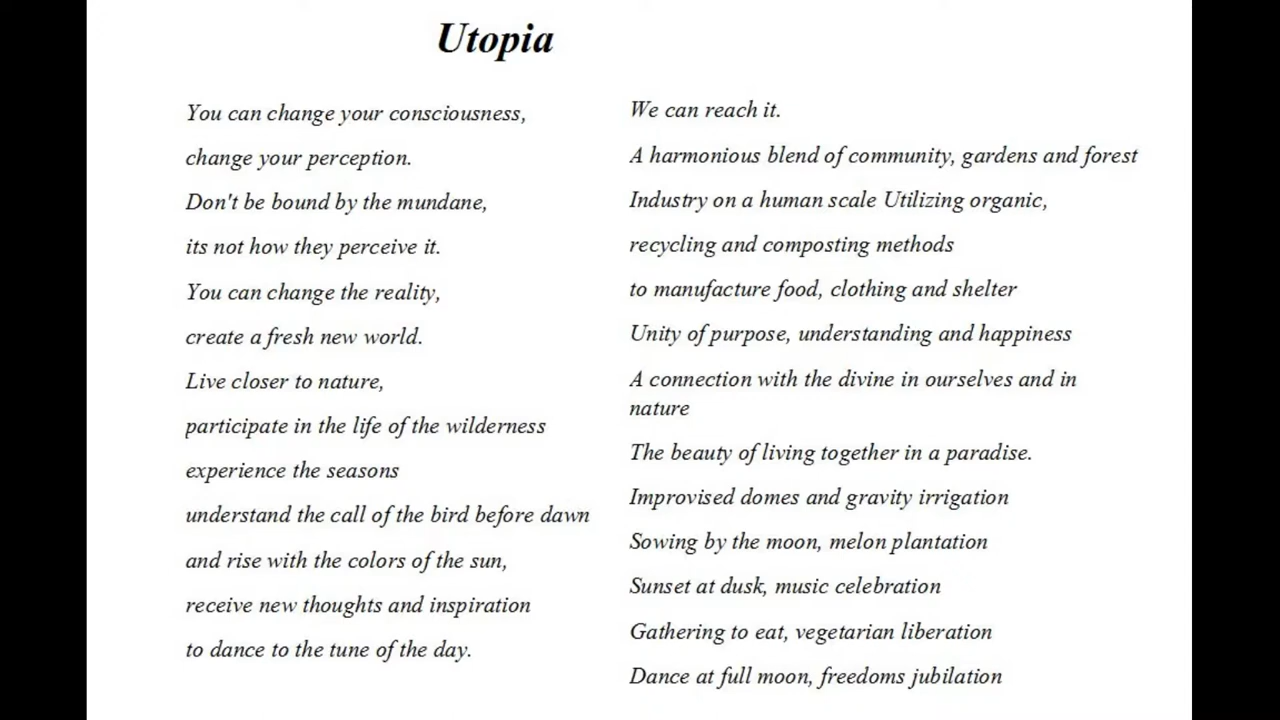 Utopia
You can change your consciousness,
change your perception.
Don't be bound by the mundane,
its not how they perceive it.
You can change the reality,
create a fresh new world.
Live closer to nature,
participate in the life of the wilderness
experience the seasons
understand the call of the bird before dawn
and rise with the colors of the sun,
receive new thoughts and inspiration
to dance to the tune of the day.
We can reach it.
A harmonious blend of community, gardens and forest
Industry on a human scale Utilizing organic,
recycling and composting methods
to manufacture food, clothing and shelter
Unity of purpose, understanding and happiness
A connection with the divine in ourselves and in
nature
The beauty of living together in a paradise.
Improvised domes and gravity irrigation
Sowing by the moon, melon plantation
Sunset at dusk, music celebration
Gathering to eat, vegetarian liberation
Dance at full moon, freedoms jubilation